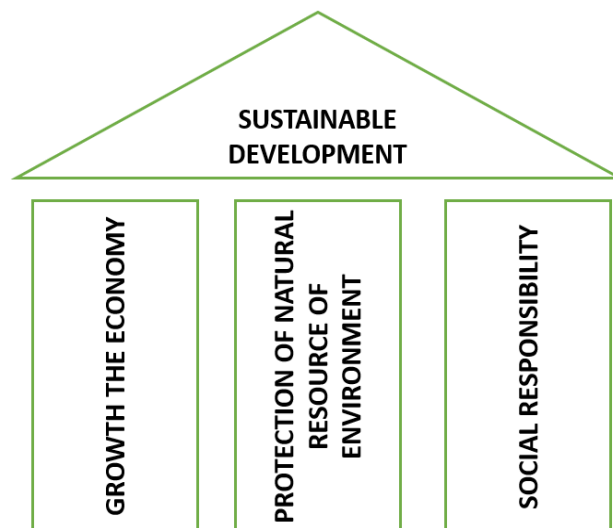 SUSTAINABLE
DEVELOPMENT
GROWTH THE ECONOMY
PROTECTION OF NATURAL
RESOURCE OF
ENVIRONMENT
SOCIAL RESPONSIBILITY